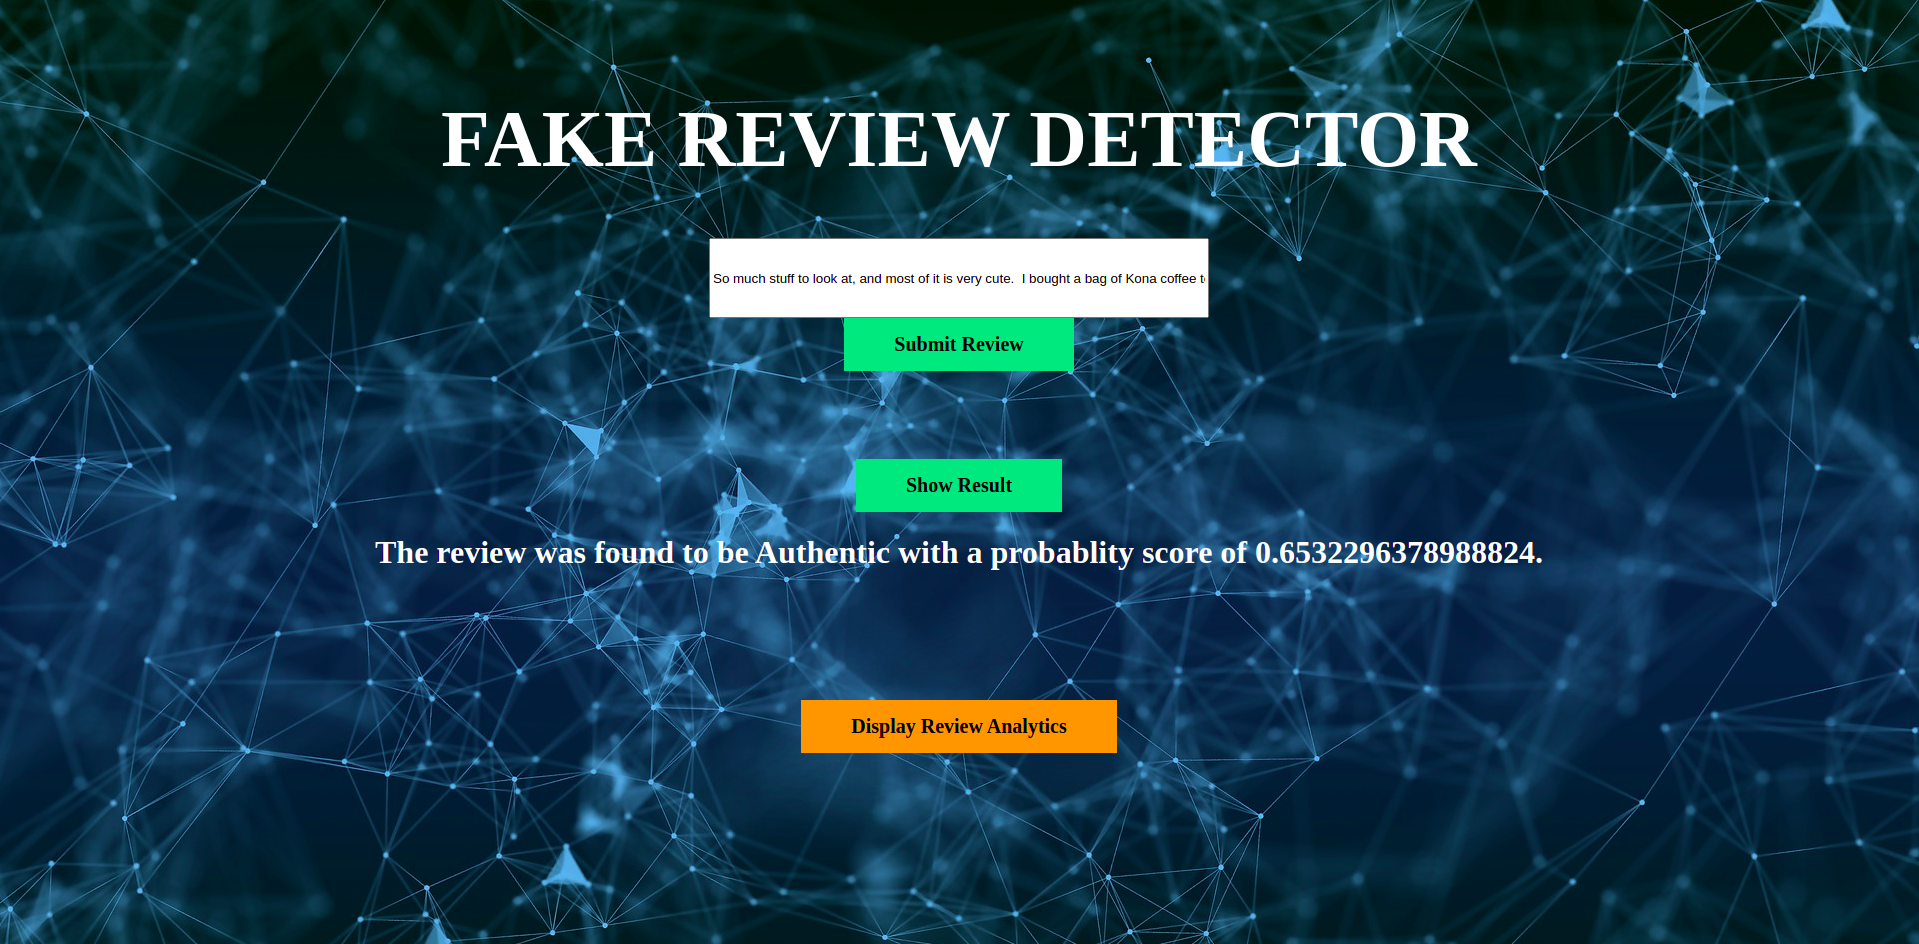 FAKE REVIEW DETECTOR
So much stuff to look at, and most of it is very cute.  I bought a bag of Kona coffee
Submit Review
Show Result
The review was found to be Authentic with a probablity score of 0.6532296378988824.
Display Review Analytics